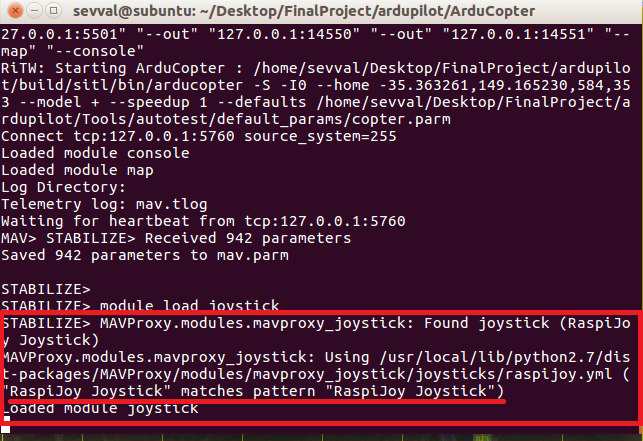 sevval@subuntu: ~/Desktop/FinalProject/ardupilot/ArduCopter
27.0.0.1:5501" "--out" "127.0.0.1:14550" "--out" "127.0.0.1:14551" "--
map" "--console"
RiTW: Starting ArduCopter : /home/sevval/Desktop/FinalProject/ardupilo
t/build/sitl/bin/arducopter -S -I0 --home -35.363261,149.165230,584,35
3 --model + --speedup 1 --defaults /home/sevval/Desktop/FinalProject/a
rdupilot/Tools/autotest/default_params/copter.parm
Connect tcp:127.0.0.1:5760 source_system=255
Loaded module console
Loaded module map
Log Directory:
Telemetry log: mav.tlog
Waiting for heartbeat from tcp:127.0.0.1:5760
MAV> STABILIZE> Received 942 parameters
Saved 942 parameters to mav.parm
STABILIZE>
STABILIZE> module load joystick
STABILIZE> MAVProxy.modules.mavproxy_joystick: Found joystick (RaspiJo
y Joystick)
MAVProxy.modules.mavproxy_joystick: Using /usr/local/lib/python2.7/dis
t-packages/MAVProxy/modules/mavproxy_joystick/joysticks/raspijoy.yml (
"RaspiJoy Joystick" matches pattern "RaspiJoy Joystick")
Loaded module joystick